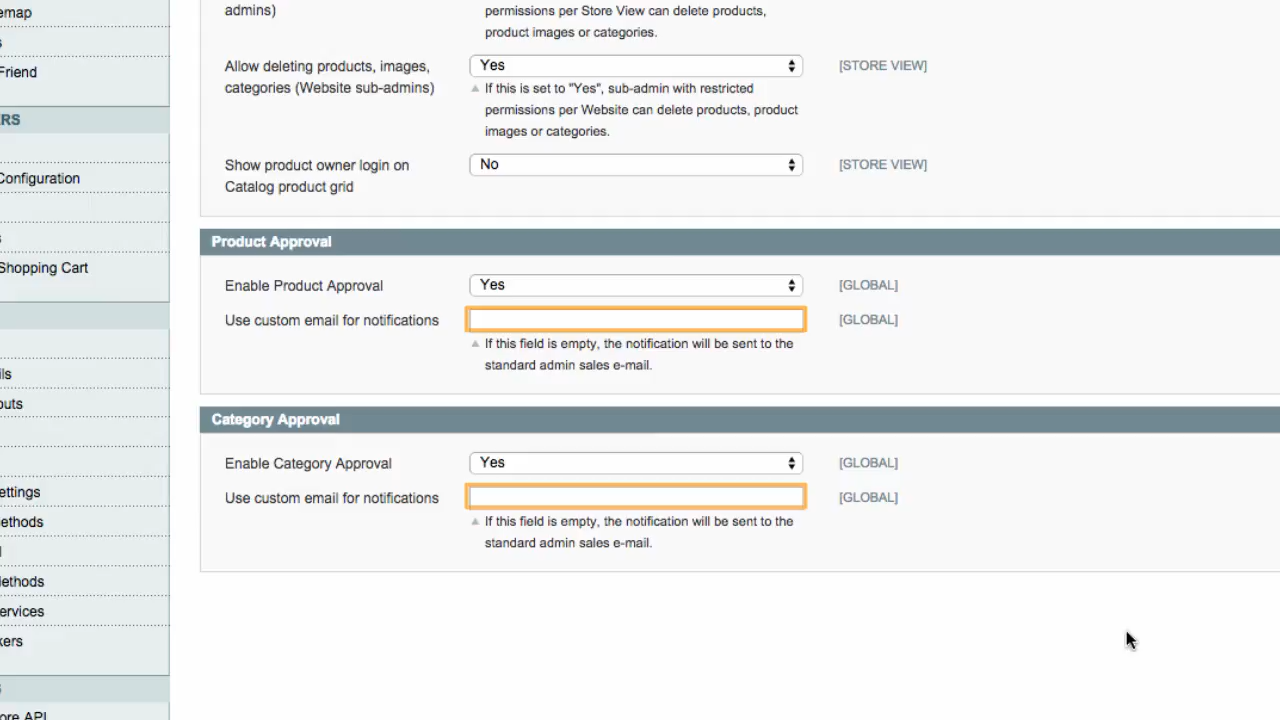 emap
Friend
RS
Configuration
Shopping Cart
ils
outs
ettings
ethods
l
ethods
ervices
kers
ore API
admins)
permissions per Store View can delete products,
product images or categories.
Allow deleting products, images,
categories (Website sub-admins)
Yes
[STORE VIEW]
If this is set to "Yes", sub-admin with restricted
permissions per Website can delete products, product
images or categories.
Show product owner login on
Catalog product grid
No
[STORE VIEW]
Product Approval
Enable Product Approval
Yes
[GLOBAL]
Use custom email for notifications
[GLOBAL]
If this field is empty, the notification will be sent to the
standard admin sales e-mail.
Category Approval
Enable Category Approval
Yes
[GLOBAL]
Use custom email for notifications
[GLOBAL]
If this field is empty, the notification will be sent to the
standard admin sales e-mail.